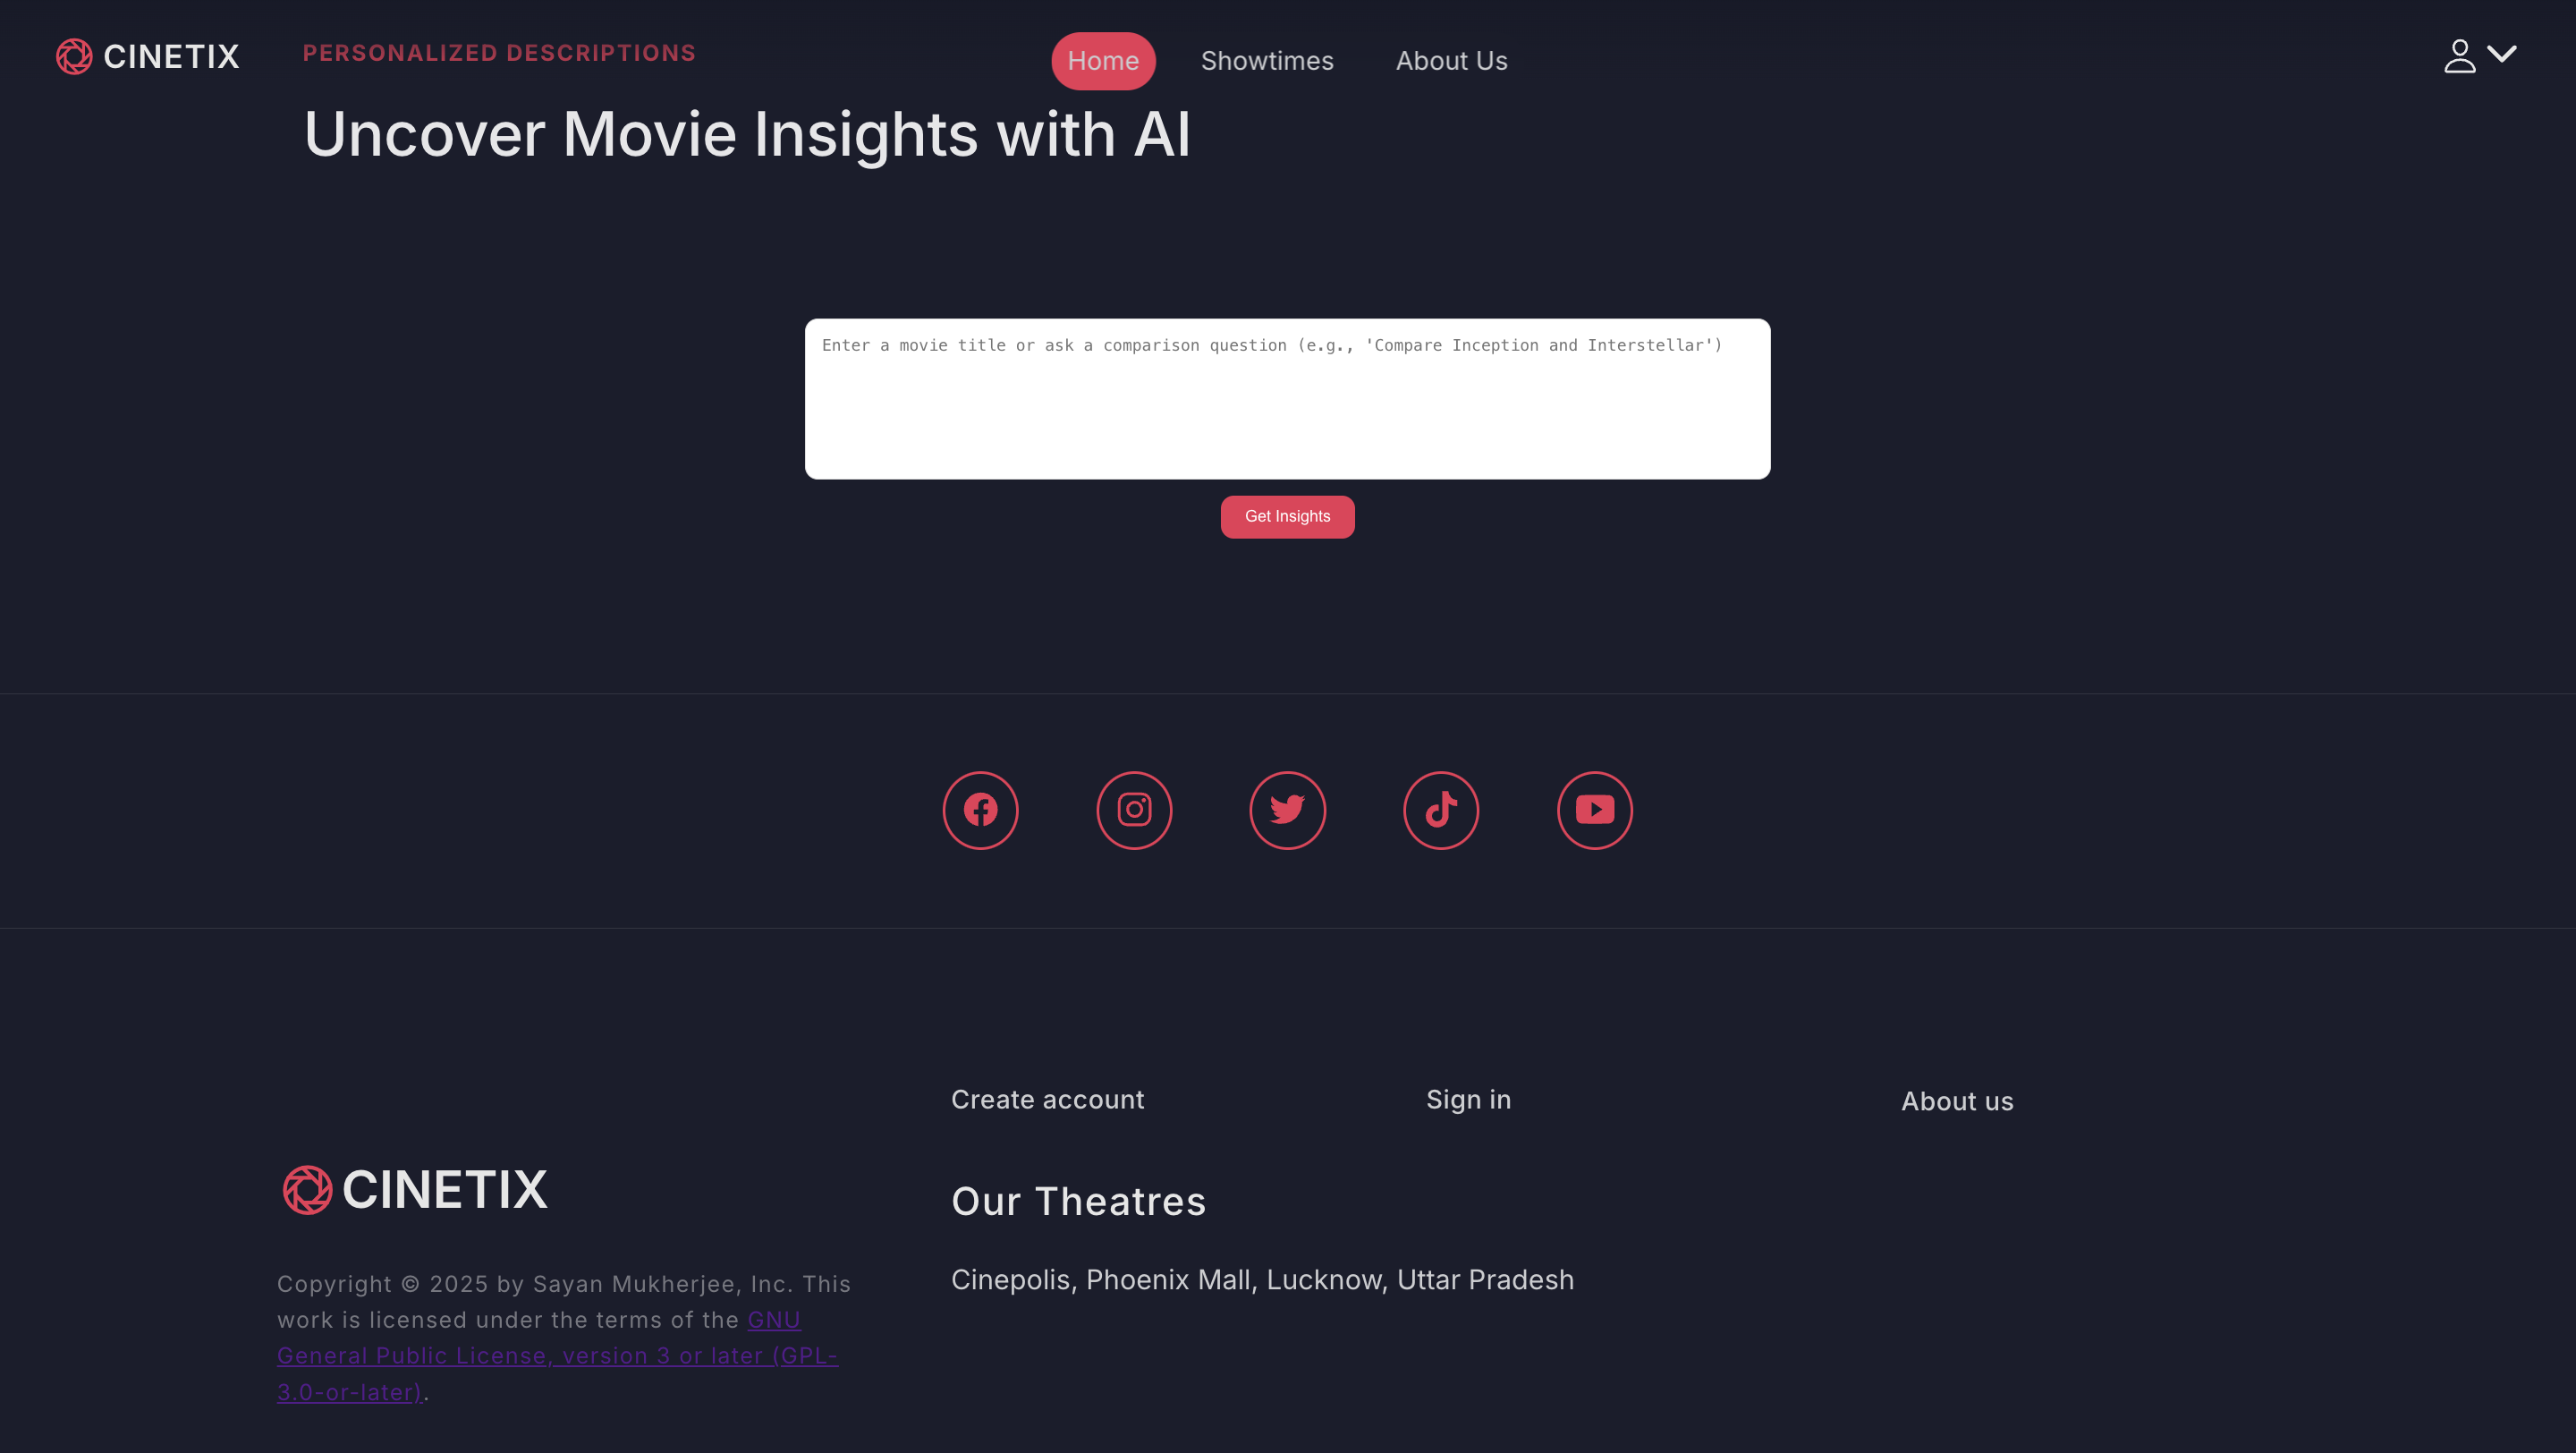 CINETIX
PERSONALIZED DESCRIPTIONS
Home
Showtimes
About Us
Uncover Movie Insights with AI
Enter a movie title or ask a comparison question (e.g., 'Compare Inception and Interstellar')
Get Insights
Create account
Sign in
About us
CINETIX
Our Theatres
Cinepolis, Phoenix Mall, Lucknow, Uttar Pradesh
Copyright © 2025 by Sayan Mukherjee, Inc. This
work is licensed under the terms of the GNU
General Public License, version 3 or later (GPL-
3.0-or-later).